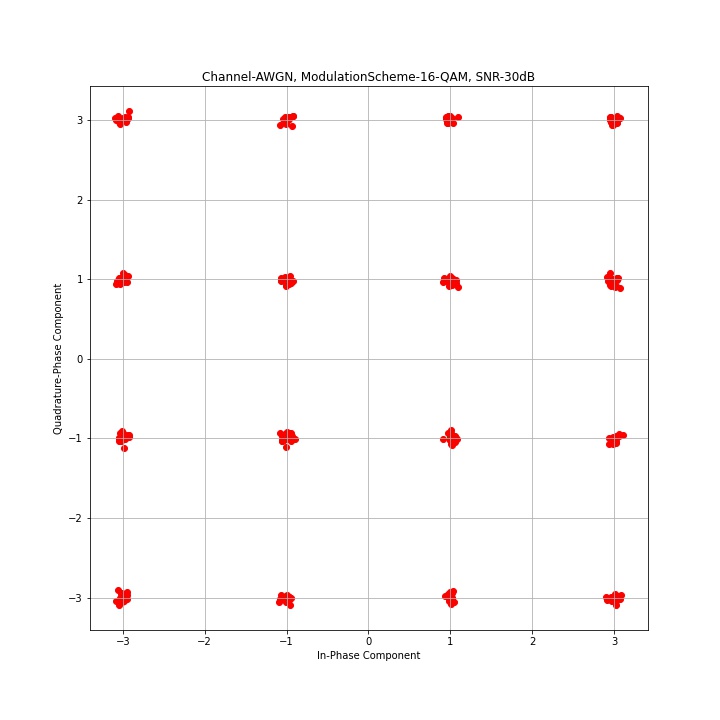 Channel-AWGN, ModulationScheme-16-QAM, SNR-30dB
3
2
1
0
−1
−2
−3
Quadrature-Phase Component
−3 −2 −1 0 1 2 3
In-Phase Component